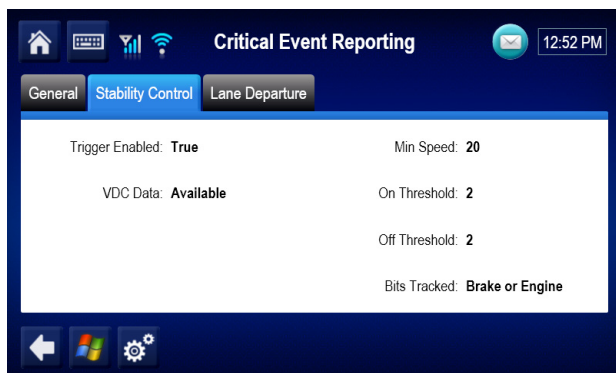 Critical Event Reporting
12:52 PM
General
Stability Control
Lane Departure
Trigger Enabled: True
Min Speed: 20
VDC Data: Available
On Threshold: 2
Off Threshold: 2
Bits Tracked: Brake or Engine